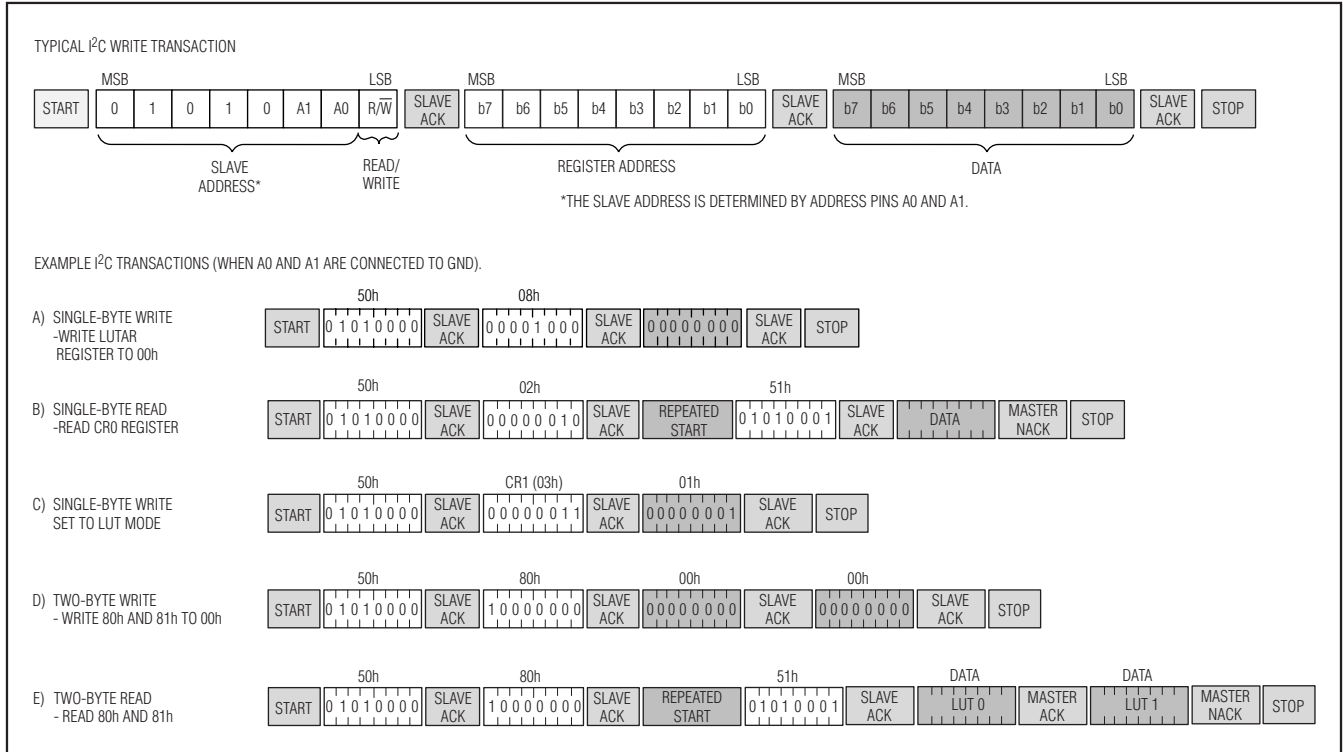 TYPICAL I2C WRITE TRANSACTION
MSB LSB MSB LSB MSB LSB
START 0 1 0 1 0 A1 A0 R/W̅ SLAVE ACK b7 b6 b5 b4 b3 b2 b1 b0 SLAVE ACK b7 b6 b5 b4 b3 b2 b1 b0 SLAVE ACK STOP
SLAVE ADDRESS* READ/ WRITE REGISTER ADDRESS DATA
*THE SLAVE ADDRESS IS DETERMINED BY ADDRESS PINS A0 AND A1.
EXAMPLE I2C TRANSACTIONS (WHEN A0 AND A1 ARE CONNECTED TO GND).
50h 08h
A) SINGLE-BYTE WRITE
-WRITE LUTAR
REGISTER TO 00h
START 0 1 0 1 0 0 0 0 SLAVE ACK 0 0 0 0 1 0 0 0 SLAVE ACK 0 0 0 0 0 0 0 0 SLAVE ACK STOP
50h 02h 51h
B) SINGLE-BYTE READ
-READ CR0 REGISTER
START 0 1 0 1 0 0 0 0 SLAVE ACK 0 0 0 0 0 0 1 0 SLAVE ACK REPEATED START 0 1 0 1 0 0 0 1 SLAVE ACK DATA MASTER NACK STOP
50h CR1 (03h) 01h
C) SINGLE-BYTE WRITE
SET TO LUT MODE
START 0 1 0 1 0 0 0 0 SLAVE ACK 0 0 0 0 0 0 1 1 SLAVE ACK 0 0 0 0 0 0 0 1 SLAVE ACK STOP
50h 80h 00h 00h
D) TWO-BYTE WRITE
- WRITE 80h AND 81h TO 00h
START 0 1 0 1 0 0 0 0 SLAVE ACK 1 0 0 0 0 0 0 0 SLAVE ACK 0 0 0 0 0 0 0 0 SLAVE ACK 0 0 0 0 0 0 0 0 SLAVE ACK STOP
50h 80h 51h DATA DATA
E) TWO-BYTE READ
- READ 80h AND 81h
START 0 1 0 1 0 0 0 0 SLAVE ACK 1 0 0 0 0 0 0 0 SLAVE ACK REPEATED START 0 1 0 1 0 0 0 1 SLAVE ACK LUT 0 MASTER ACK LUT 1 MASTER NACK STOP